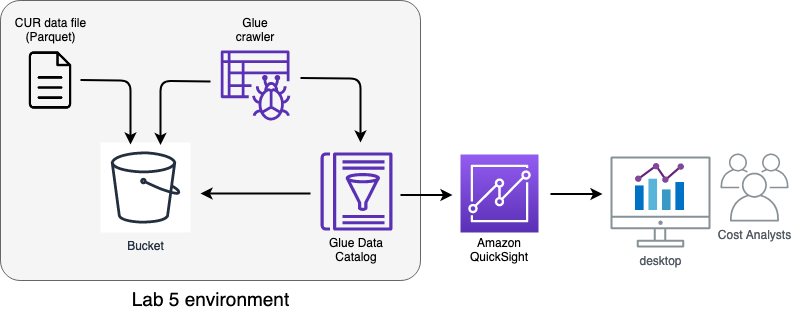 CUR data file
(Parquet)
Glue
crawler
Bucket
Glue Data
Catalog
Amazon
QuickSight
desktop
Cost Analysts
Lab 5 environment